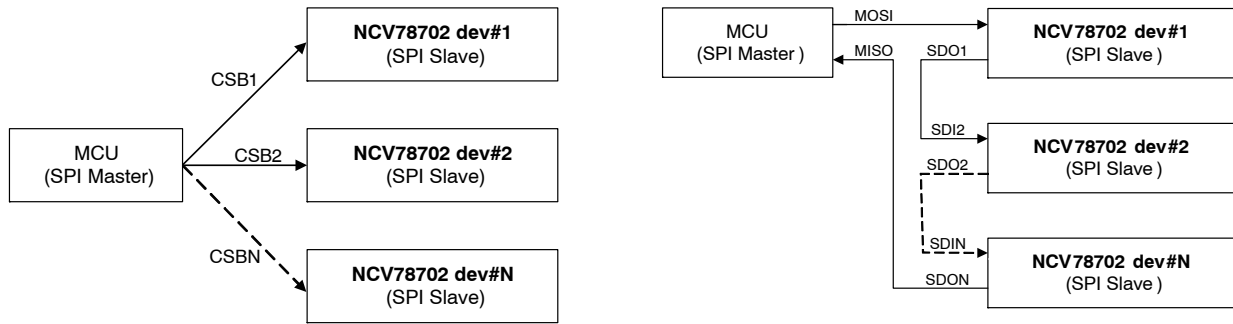 NCV78702 dev#1
(SPI Slave)
CSB1
MCU
(SPI Master)
CSB2
NCV78702 dev#2
(SPI Slave)
CSBN
NCV78702 dev#N
(SPI Slave)
MCU
(SPI Master )
MOSI
MISO
NCV78702 dev#1
(SPI Slave )
SDO1
SDI2
NCV78702 dev#2
(SPI Slave )
SDO2
SDIN
NCV78702 dev#N
(SPI Slave )
SDON